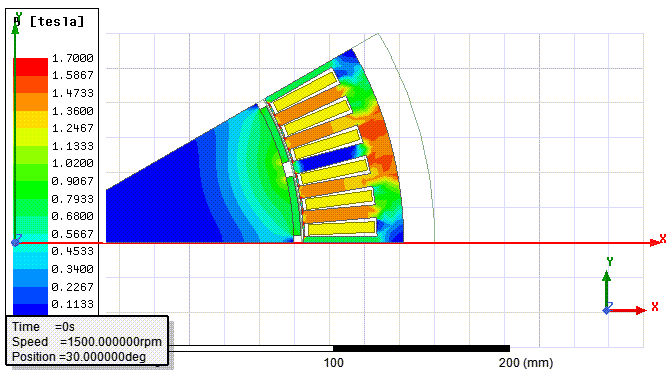 Y
B [tesla]
1.7000
1.5867
1.4733
1.3600
1.2467
1.1333
1.0200
0.9067
0.7933
0.6800
0.5667
0.4533
0.3400
0.2267
0.1133
Z
X
Y
Z
X
Time =0s
Speed =1500.000000rpm
Position =30.000000deg
0
100
200 (mm)